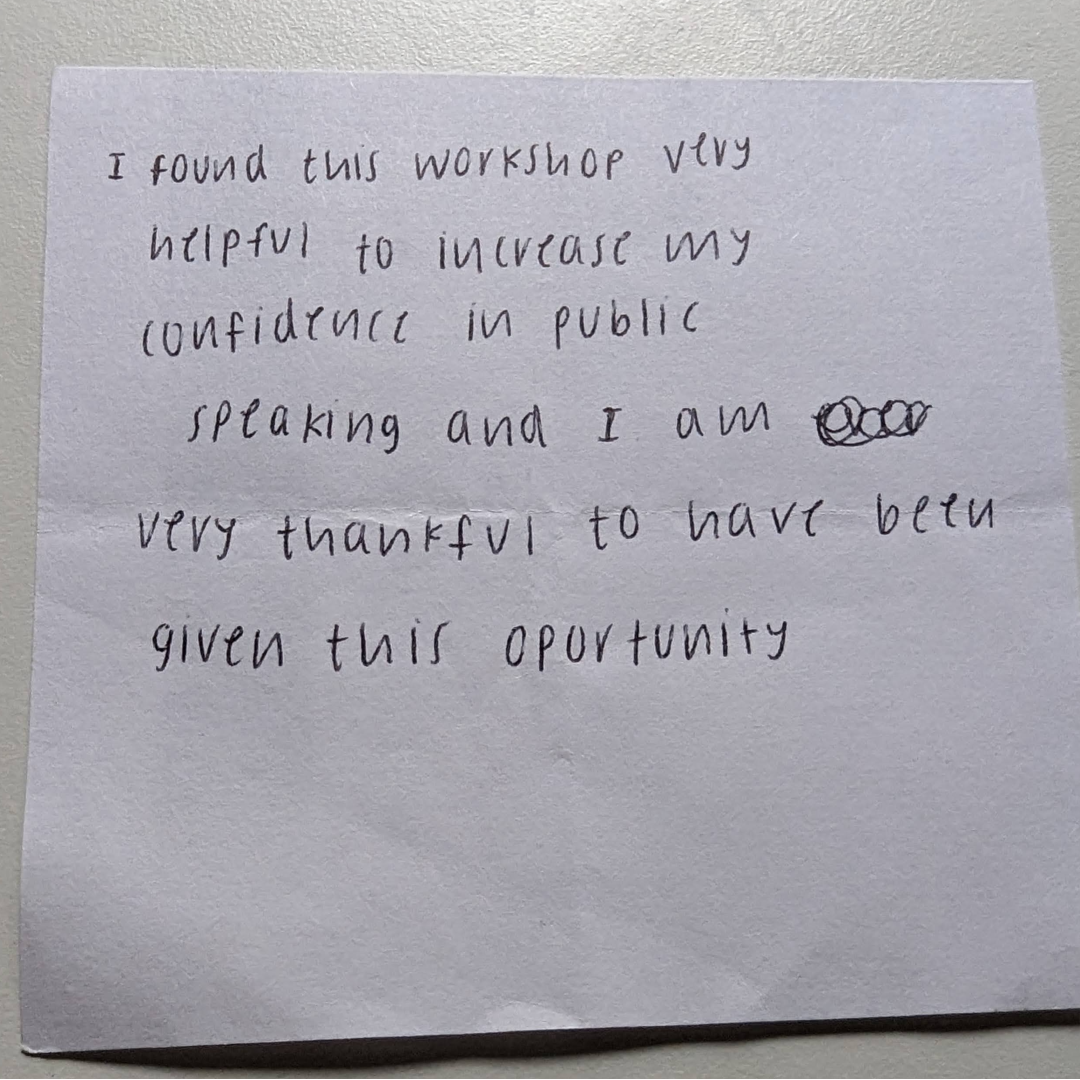 I found this workshop very
helpful to increase my
confidence in public
speaking and I am
very thankful to have been
given this oportunity